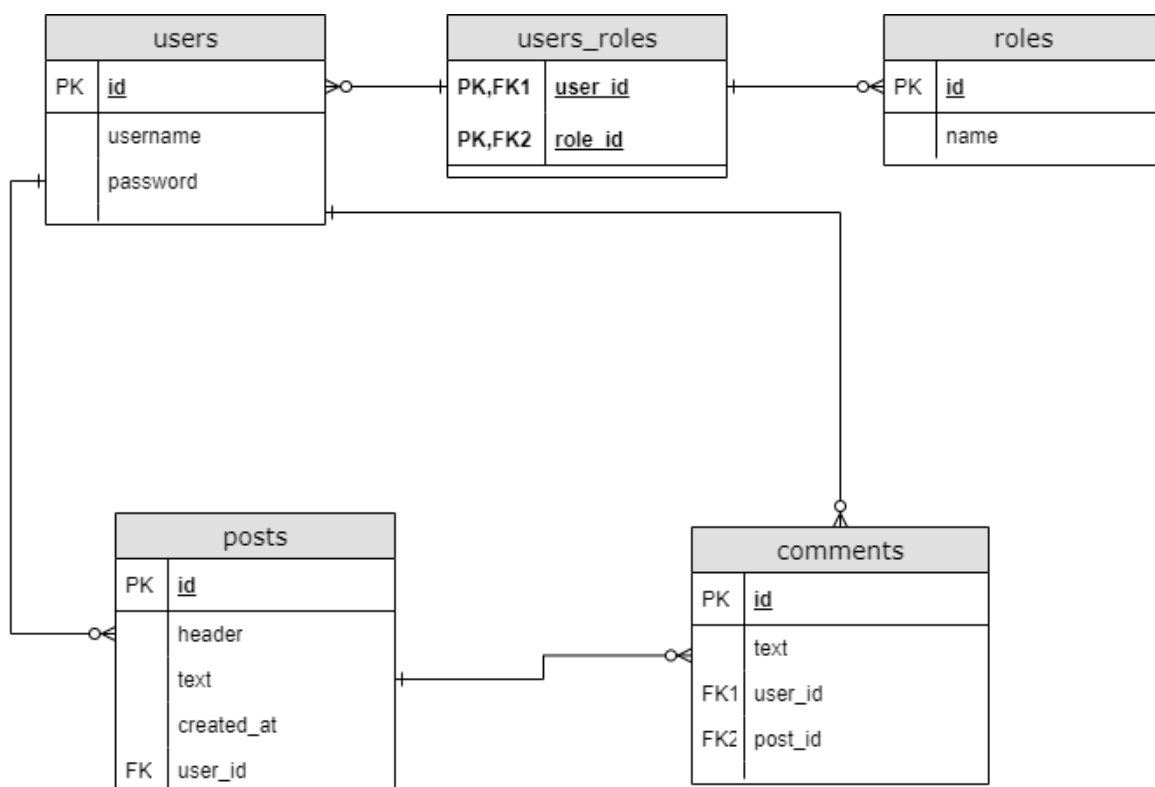 users
PK id
username
password
users_roles
PK,FK1 user_id
PK,FK2 role_id
roles
PK id
name
posts
PK id
header
text
created_at
FK user_id
comments
PK id
text
FK1 user_id
FK2 post_id